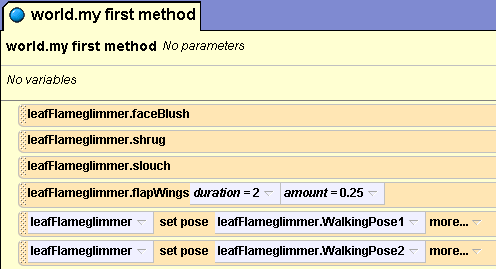 world.my first method
world.my first method No parameters
No variables
leafFlameglimmer.faceBlush
leafFlameglimmer.shrug
leafFlameglimmer.slouch
leafFlameglimmer.flapWings duration = 2 amount = 0.25
leafFlameglimmer set pose leafFlameglimmer.WalkingPose1 more...
leafFlameglimmer set pose leafFlameglimmer.WalkingPose2 more...